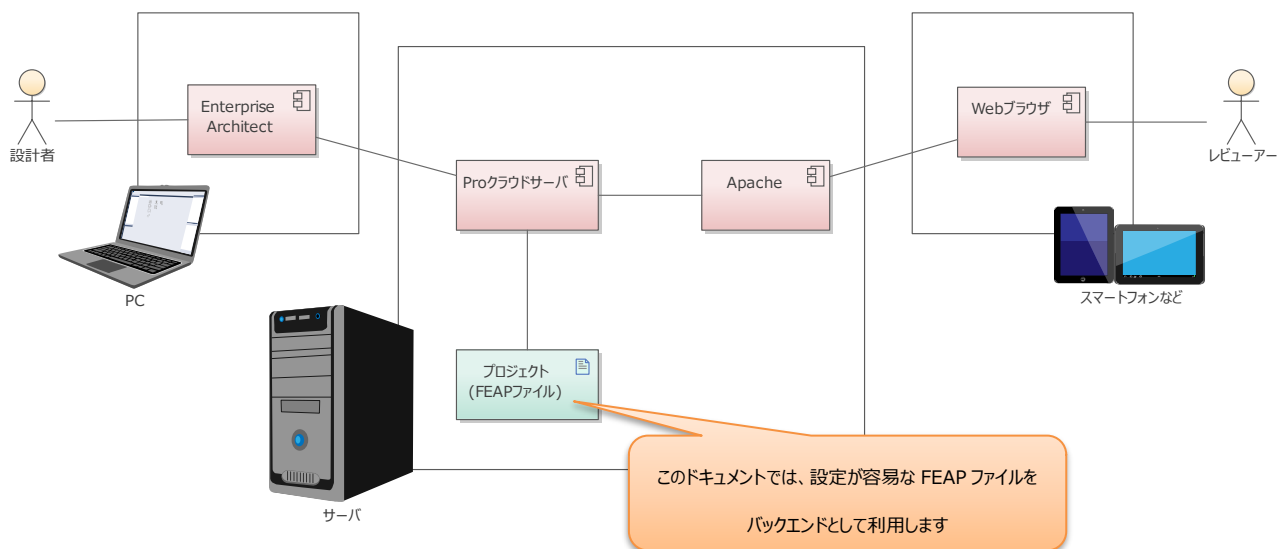 設計者
Enterprise
Architect
PC
Proクラウドサーバ
Apache
Webブラウザ
レビューアー
スマートフォンなど
プロジェクト
(FEAPファイル)
サーバ
このドキュメントでは、設定が容易な FEAP ファイルを
バックエンドとして利用します